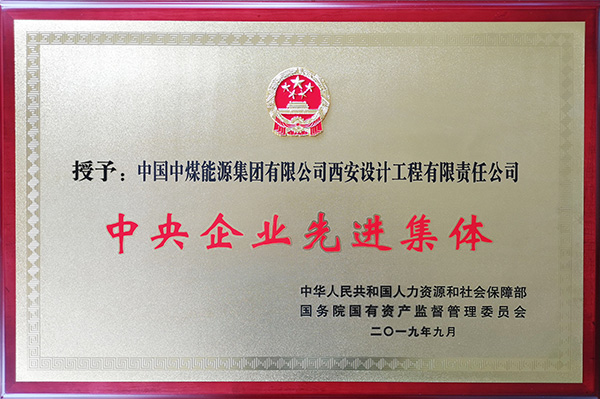 授予：中国中煤能源集团有限公司西安设计工程有限责任公司
中央企业先进集体
中华人民共和国人力资源和社会保障部
国务院国有资产监督管理委员会
二〇一九年九月